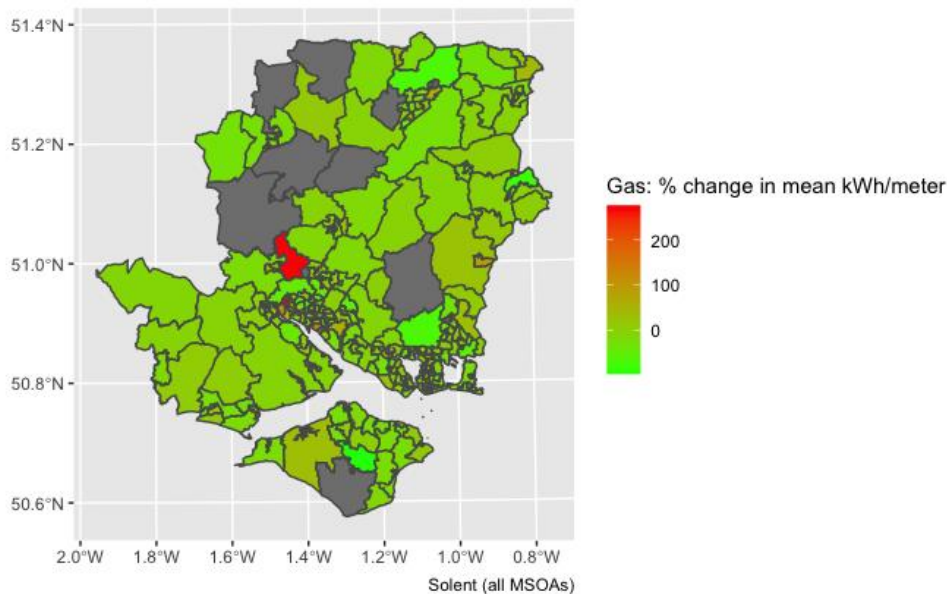 51.4°N
51.2°N
51.0°N
50.8°N
50.6°N
2.0°W 1.8°W 1.6°W 1.4°W 1.2°W 1.0°W 0.8°W
Solent (all MSOAs)
Gas: % change in mean kWh/meter
200
100
0